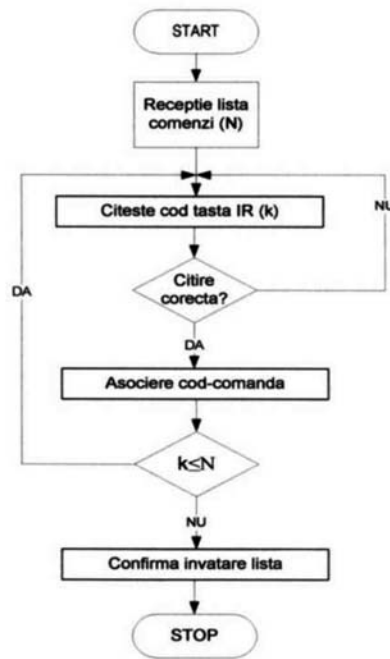 START
Receptie lista
comenzi (N)
Citeste cod tasta IR (k)
NU
DA
Citire
corecta?
DA
Asociere cod-comanda
k≤N
NU
Confirma invatare lista
STOP